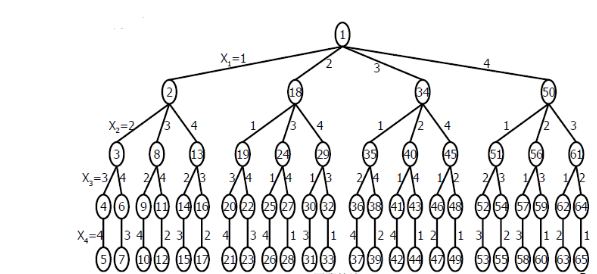 1
X1=1 2 3 4
2 18 34 50
X2=2 3 4 1 3 4 1 2 4 1 2 3
3 8 13 19 24 29 35 40 45 51 56 61
X3=3 4 2 4 2 3 3 4 1 4 1 3 2 4 1 4 1 2 2 3 1 3 1 2
4 6 9 11 14 16 20 22 25 27 30 32 36 38 41 43 46 48 52 54 57 59 62 64
X4=4 3 4 2 3 2 4 3 4 1 3 1 4 2 4 1 2 1 3 2 3 1 2 1
5 7 10 12 15 17 21 23 26 28 31 33 37 39 42 44 47 49 53 55 58 60 63 65